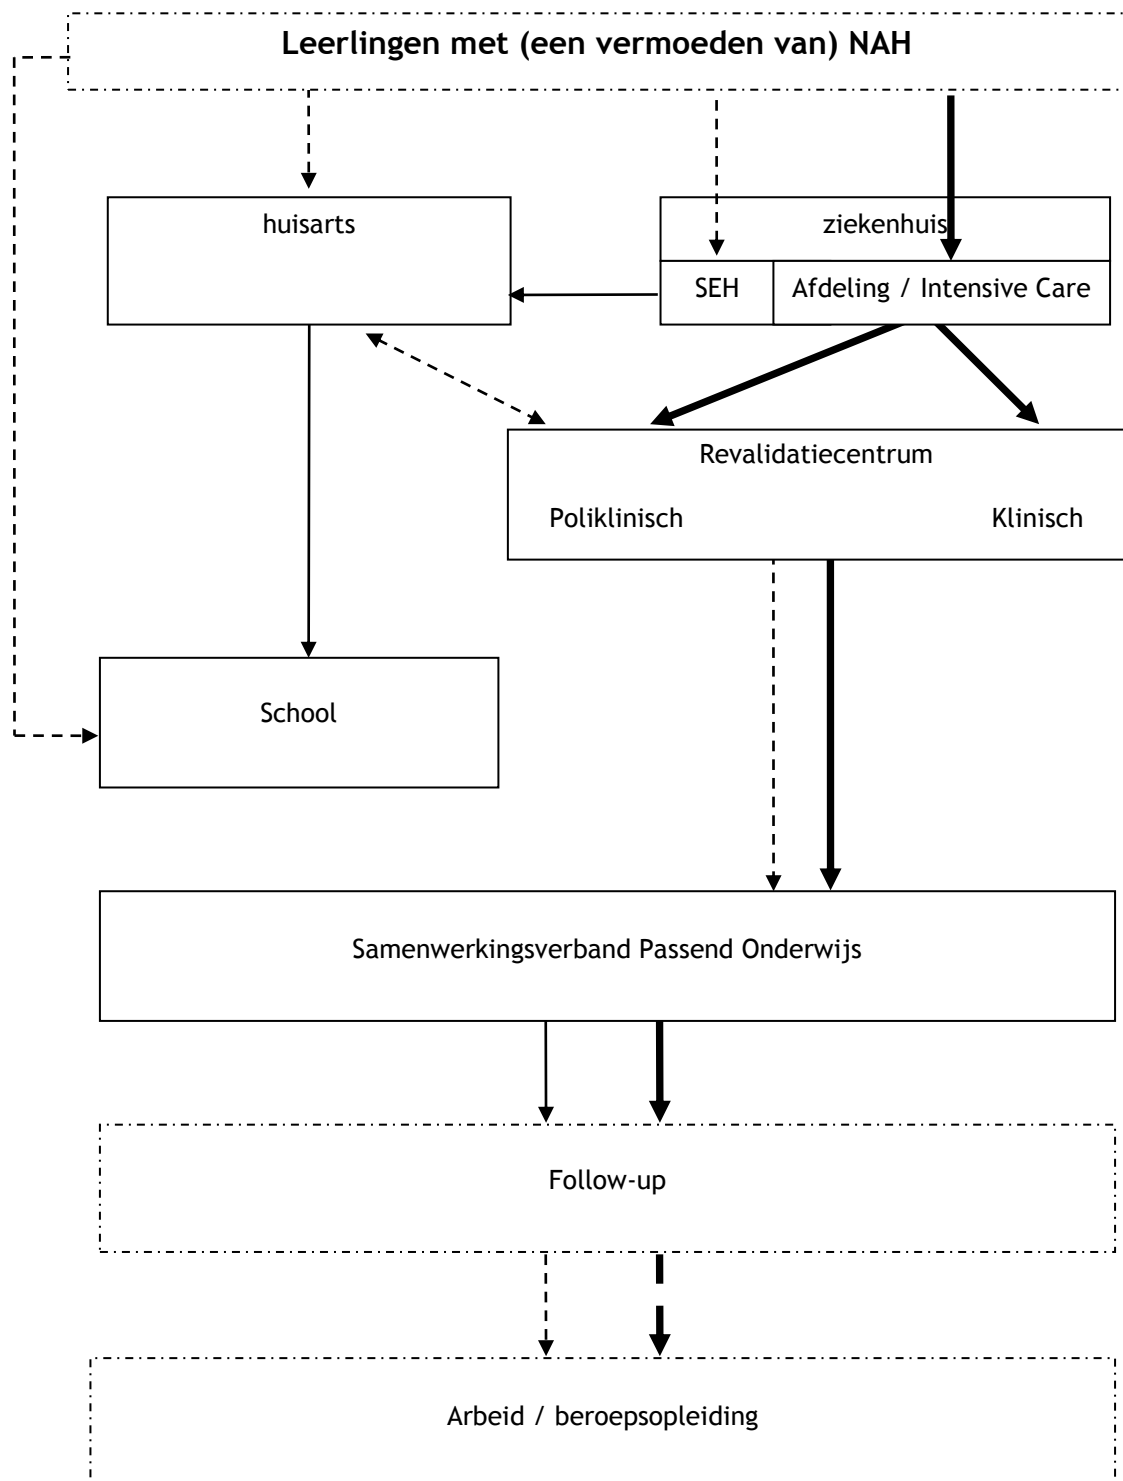 Leerlingen met (een vermoeden van) NAH
huisarts
ziekenhuis
SEH
Afdeling / Intensive Care
Revalidatiecentrum
Poliklinisch
Klinisch
School
Samenwerkingsverband Passend Onderwijs
Follow-up
Arbeid / beroepsopleiding